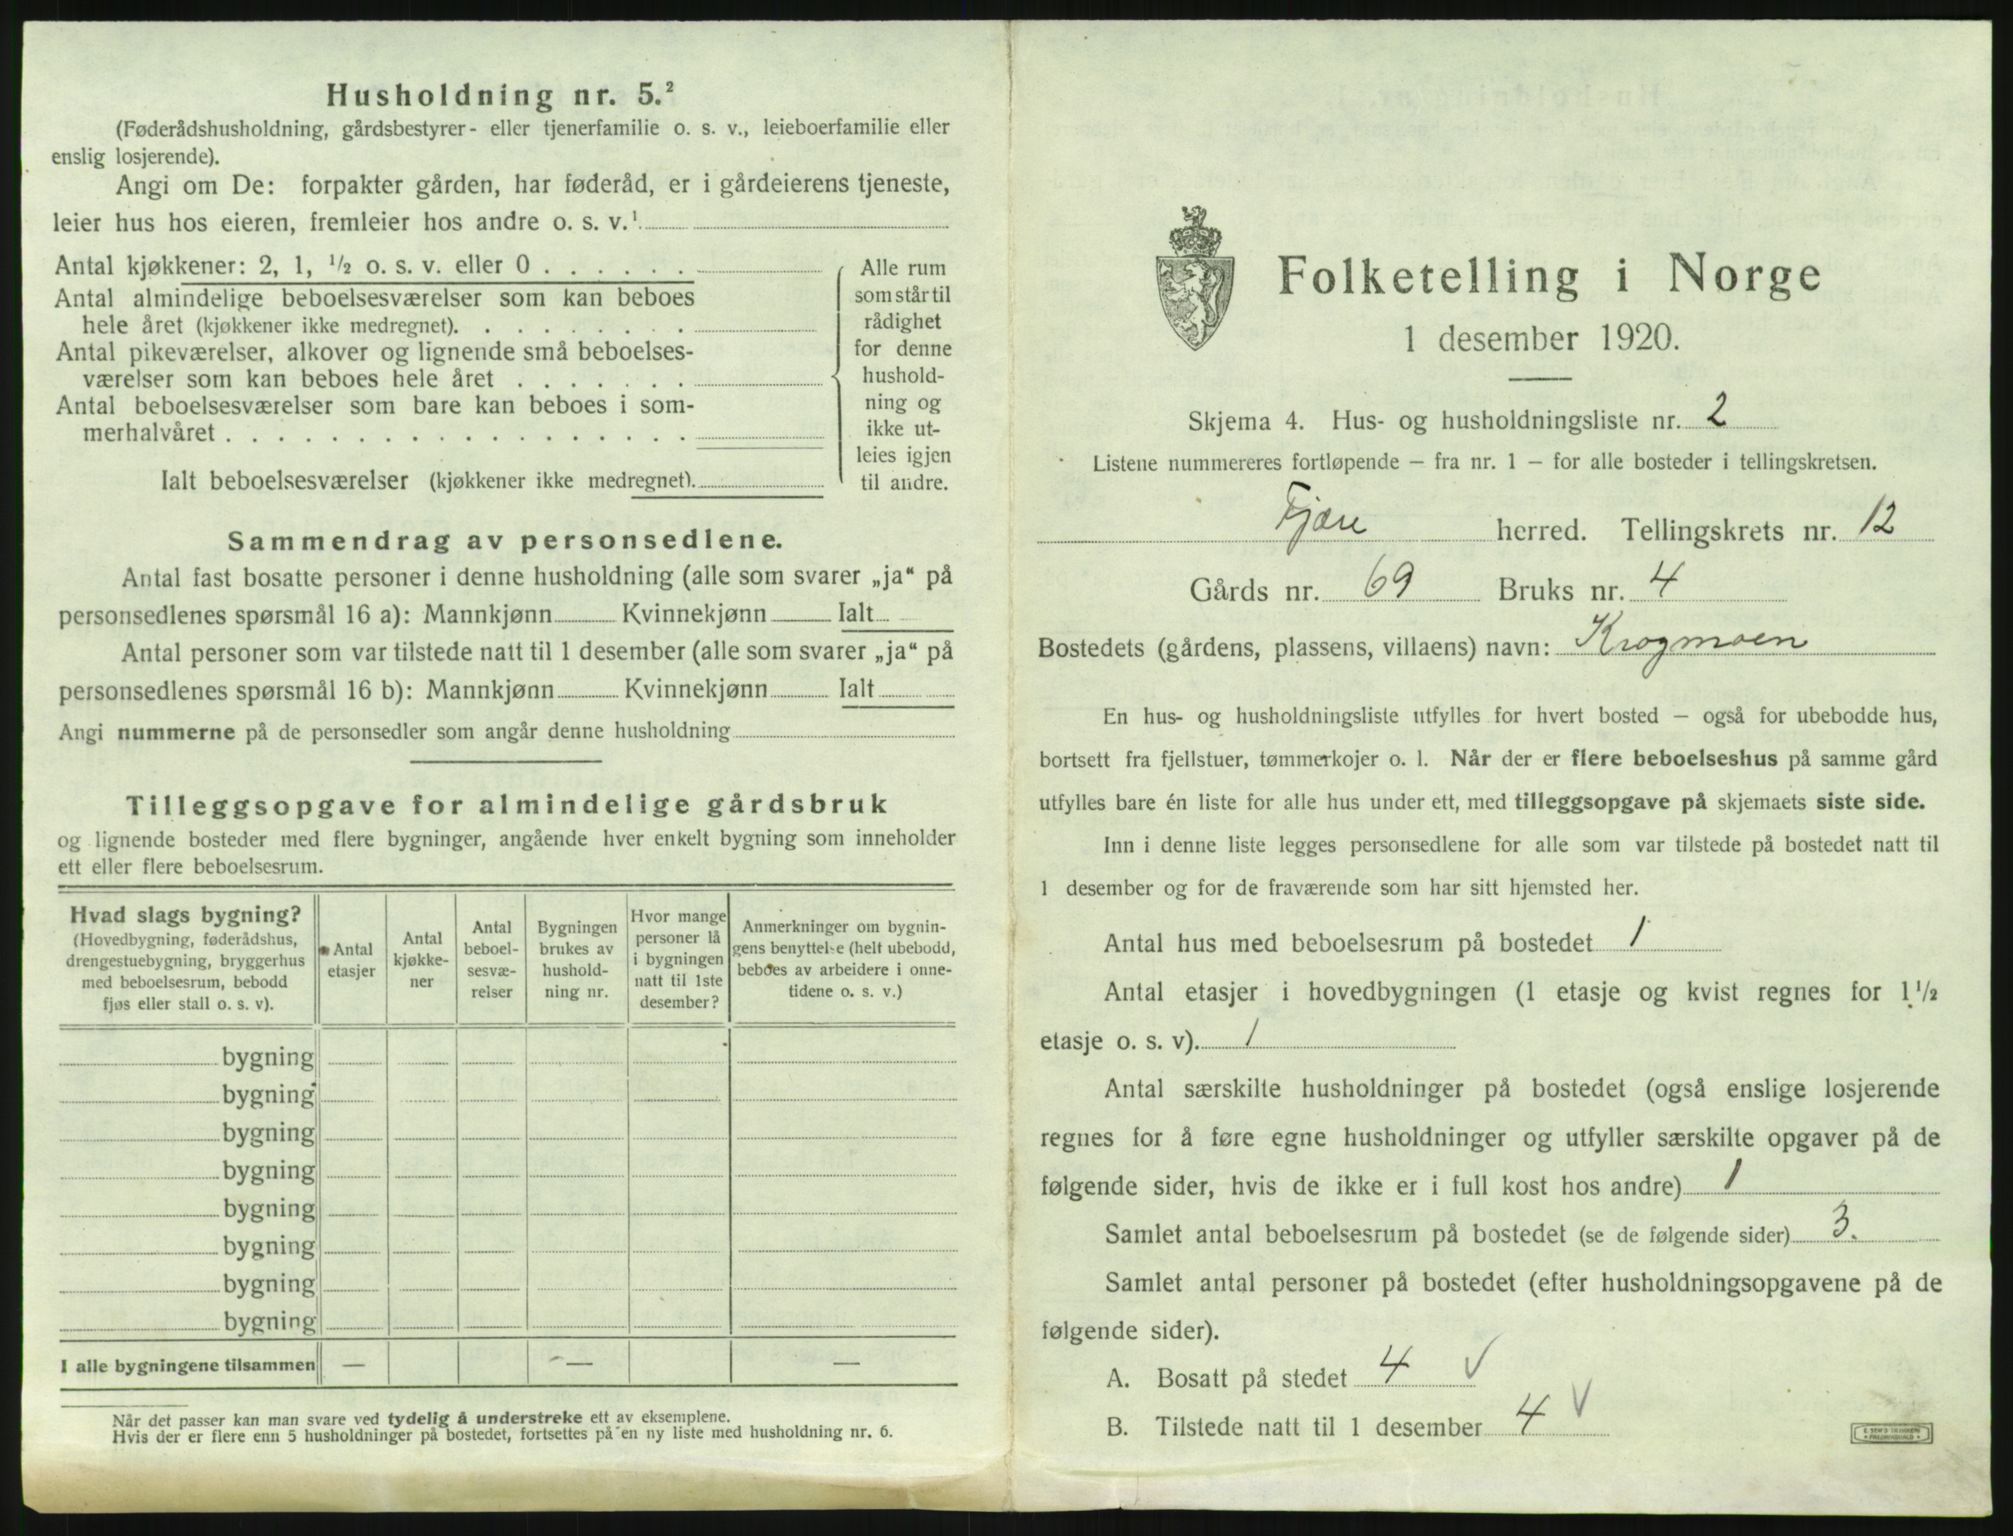 Husholdning nr. 5.²
(Føderådshusholdning, gårdsbestyrer- eller tjenerfamilie o. s. v., leieboerfamilie eller
enslig losjerende).
Angi om De: forpakter gården, har føderåd, er i gårdeierens tjeneste,
leier hus hos eieren, fremleier hos andre o. s. v.¹
Antal kjøkkener: 2, 1, ½ o. s. v. eller 0 . . . . . .
Antal almindelige beboelsesværelser som kan beboes
hele året (kjøkkener ikke medregnet). . . . . . . . .
Antal pikeværelser, alkover og lignende små beboelses-
værelser som kan beboes hele året . . . . . . .
Antal beboelsesværelser som bare kan beboes i som-
merhalvåret . . . . . . . . . . . . . . . . . .
Ialt beboelsesværelser (kjøkkener ikke medregnet).
Alle rum
som står til
rådighet
for denne
hushold-
ning og
ikke ut-
leies igjen
til andre.
Sammendrag av personsedlene.
Antal fast bosatte personer i denne husholdning (alle som svarer „ja“ på
personsedlenes spørsmål 16 a): Mannkjønn Kvinnekjønn Ialt
Antal personer som var tilstede natt til 1 desember (alle som svarer „ja“ på
personsedlenes spørsmål 16 b): Mannkjønn Kvinnekjønn Ialt
Angi nummerne på de personsedler som angår denne husholdning
Tilleggsopgave for almindelige gårdsbruk
og lignende bosteder med flere bygninger, angående hver enkelt bygning som inneholder
ett eller flere beboelsesrum.
Hvad slags bygning?
(Hovedbygning, føderådshus,
drengestuebygning, bryggerhus
med beboelsesrum, bebodd
fjøs eller stall o. s. v).
Antal
etasjer
Antal
kjøkke-
ner
Antal
beboel-
sesvæ-
relser
Bygningen
brukes av
hushold-
ning nr.
Hvor mange
personer lå
i bygningen
natt til 1ste
desember?
Anmerkninger om bygnin-
gens benyttelse (helt ubebodd,
beboes av arbeidere i onne-
tidene o. s. v.)
bygning
bygning
bygning
bygning
bygning
bygning
bygning
bygning
I alle bygningene tilsammen — — —
Når det passer kan man svare ved tydelig å understreke ett av eksemplene.
Hvis der er flere enn 5 husholdninger på bostedet, fortsettes på en ny liste med husholdning nr. 6.
Folketelling i Norge
1 desember 1920.
Skjema 4. Hus- og husholdningsliste nr. 2
Listene nummereres fortløpende – fra nr. 1 – for alle bosteder i tellingskretsen.
Fjære herred. Tellingskrets nr. 12
Gårds nr. 69 Bruks nr. 4
Bostedets (gårdens, plassens, villaens) navn: Krogmoen
En hus- og husholdningsliste utfylles for hvert bosted – også for ubebodde hus,
bortsett fra fjellstuer, tømmerkojer o. l. Når der er flere beboelseshus på samme gård
utfylles bare én liste for alle hus under ett, med tilleggsopgave på skjemaets siste side.
Inn i denne liste legges personsedlene for alle som var tilstede på bostedet natt til
1 desember og for de fraværende som har sitt hjemsted her.
Antal hus med beboelsesrum på bostedet 1
Antal etasjer i hovedbygningen (1 etasje og kvist regnes for 1½
etasje o. s. v). 1
Antal særskilte husholdninger på bostedet (også enslige losjerende
regnes for å føre egne husholdninger og utfyller særskilte opgaver på de
følgende sider, hvis de ikke er i full kost hos andre) 1
Samlet antal beboelsesrum på bostedet (se de følgende sider) 3.
Samlet antal personer på bostedet (efter husholdningsopgavene på de
følgende sider).
A. Bosatt på stedet 4 √
B. Tilstede natt til 1 desember 4 √